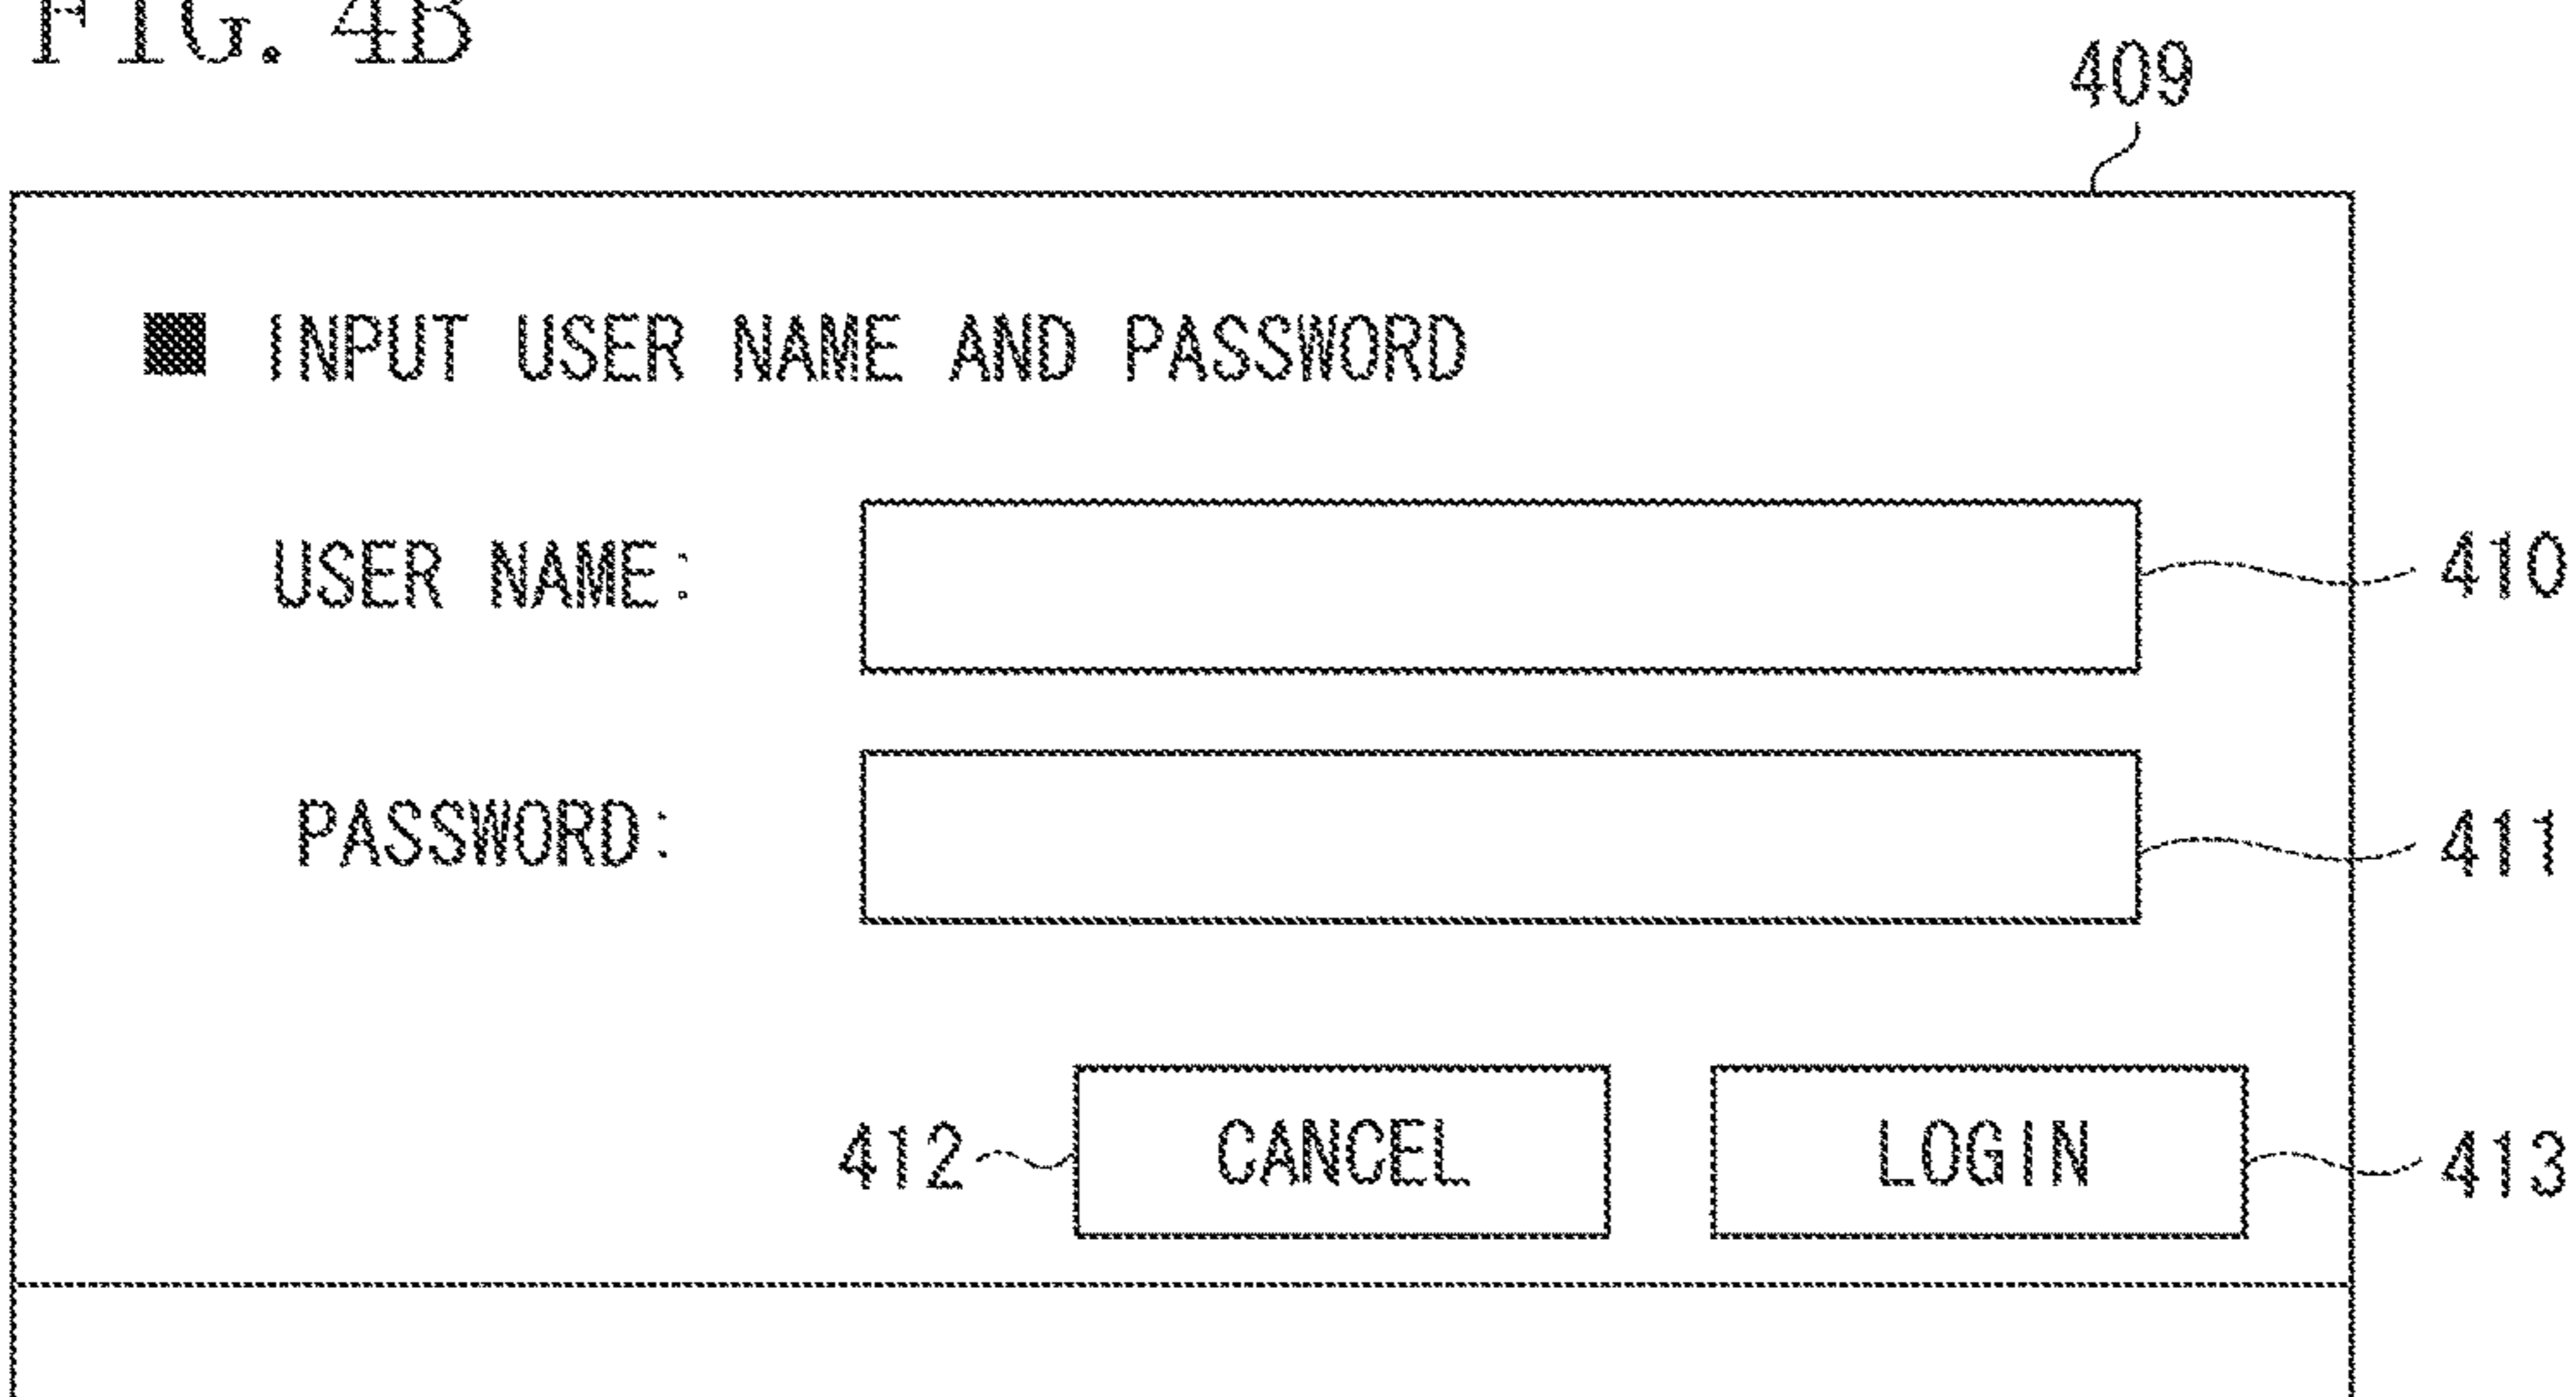 FIG. 4B
409
■ INPUT USER NAME AND PASSWORD
USER NAME: 410
PASSWORD: 411
412 CANCEL LOGIN 413